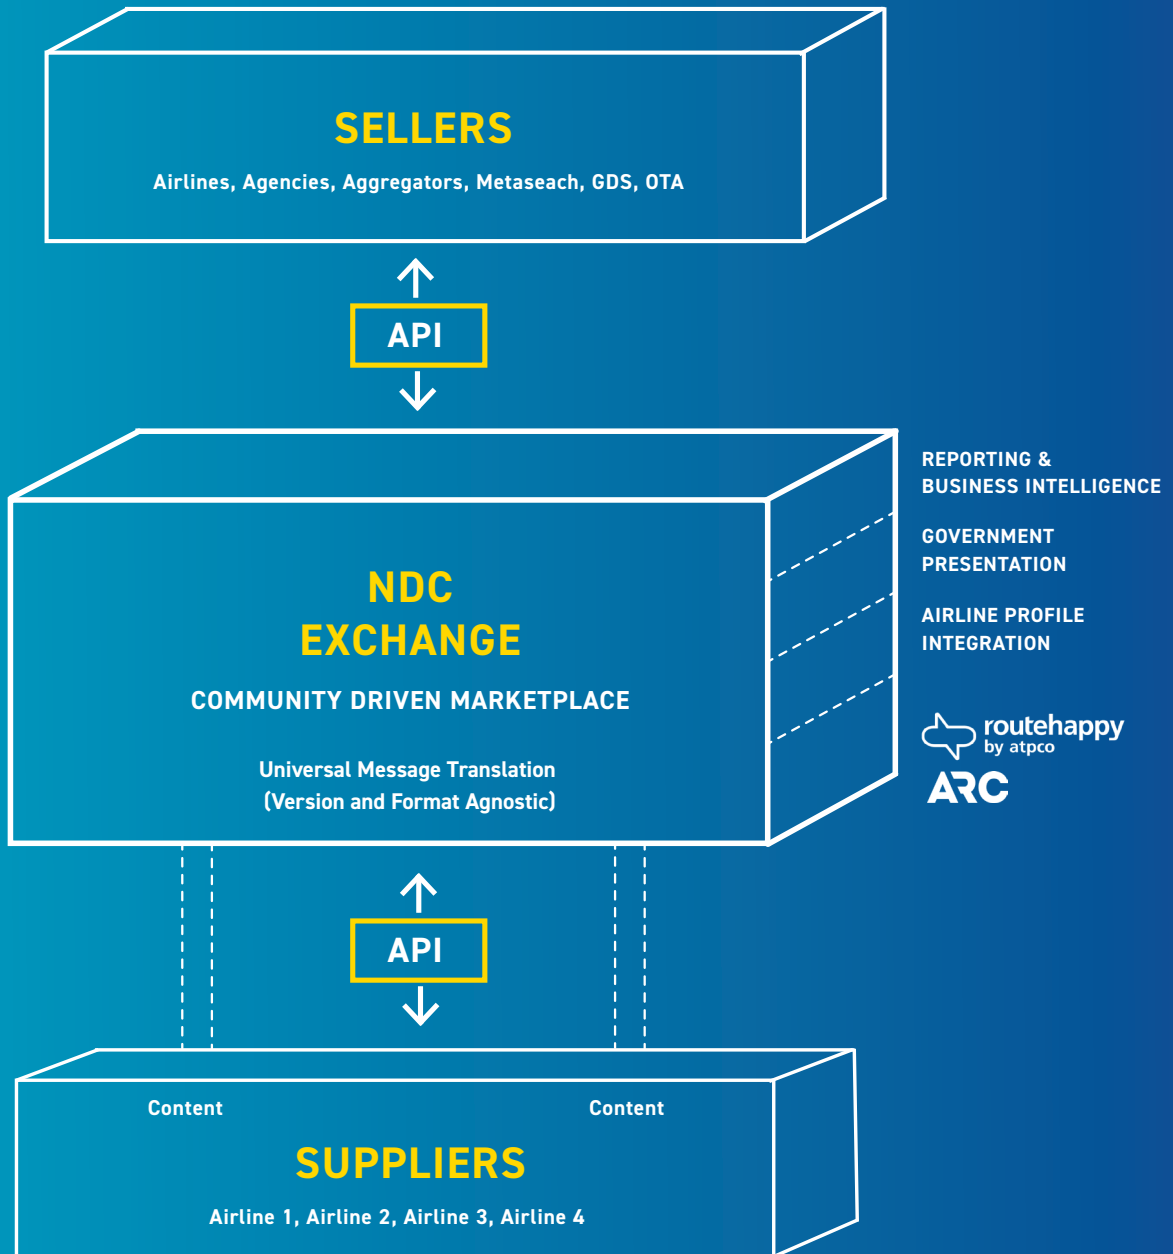 SELLERS
Airlines, Agencies, Aggregators, Metaseach, GDS, OTA
API
REPORTING &
BUSINESS INTELLIGENCE
GOVERNMENT
PRESENTATION
AIRLINE PROFILE
INTEGRATION
routehappy
by atpco
ARC
NDC
EXCHANGE
COMMUNITY DRIVEN MARKETPLACE
Universal Message Translation
(Version and Format Agnostic)
API
Content
Content
SUPPLIERS
Airline 1, Airline 2, Airline 3, Airline 4